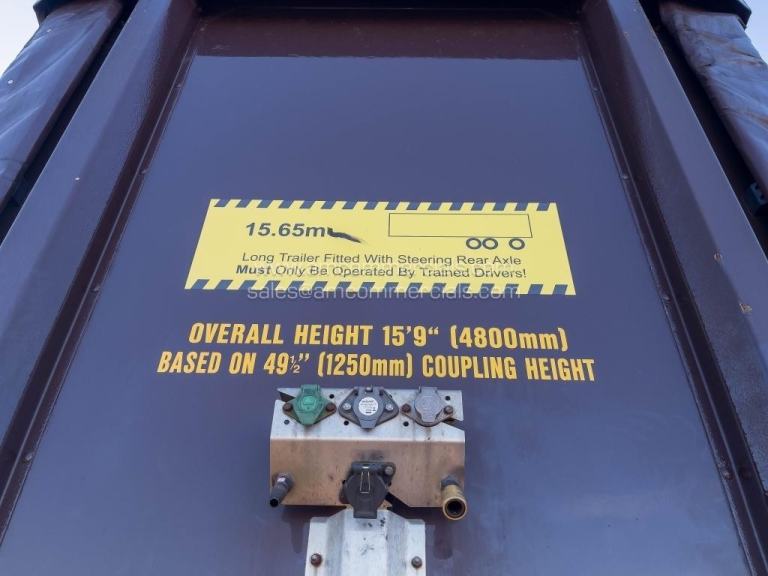 15.65m
Long Trailer Fitted With Steering Rear Axle
Must Only Be Operated By Trained Drivers!
sales@amcommercials.com
OVERALL HEIGHT 15'9“ (4800mm)
BASED ON 49½” (1250mm) COUPLING HEIGHT